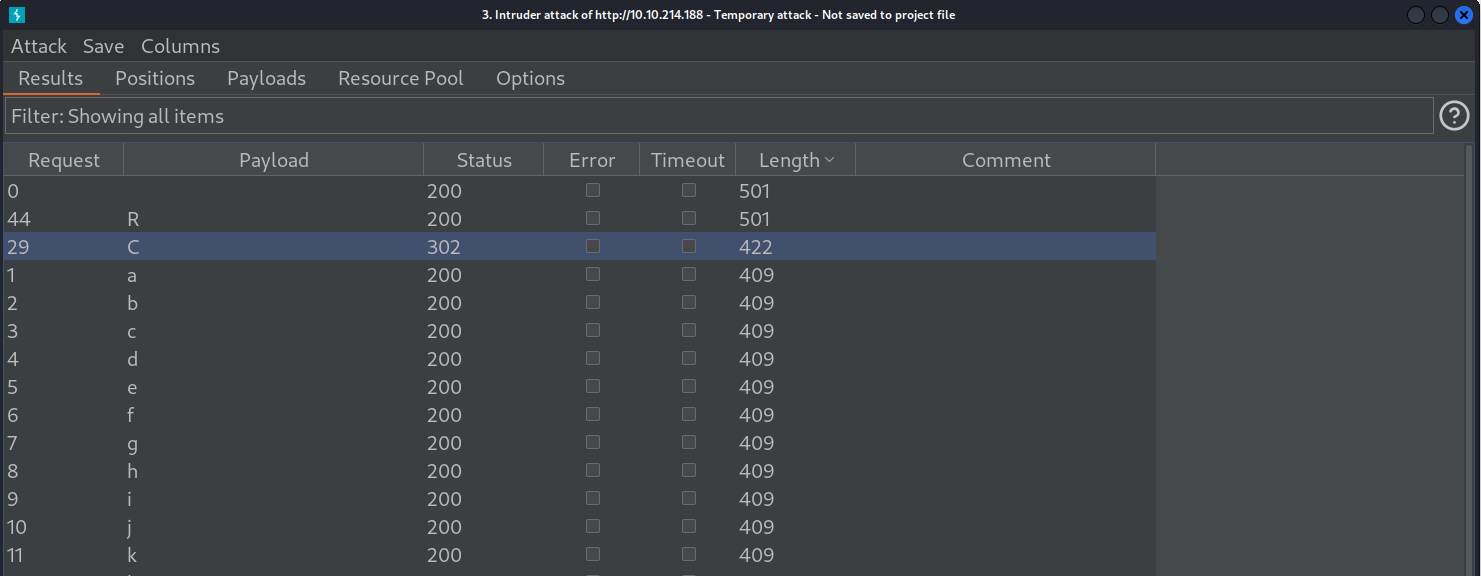 3. Intruder attack of http://10.10.214.188 - Temporary attack - Not saved to project file
Attack Save Columns
Results Positions Payloads Resource Pool Options
Filter: Showing all items
?
Request Payload Status Error Timeout Length Comment
0 200 501
44 R 200 501
29 C 302 422
1 a 200 409
2 b 200 409
3 c 200 409
4 d 200 409
5 e 200 409
6 f 200 409
7 g 200 409
8 h 200 409
9 i 200 409
10 j 200 409
11 k 200 409